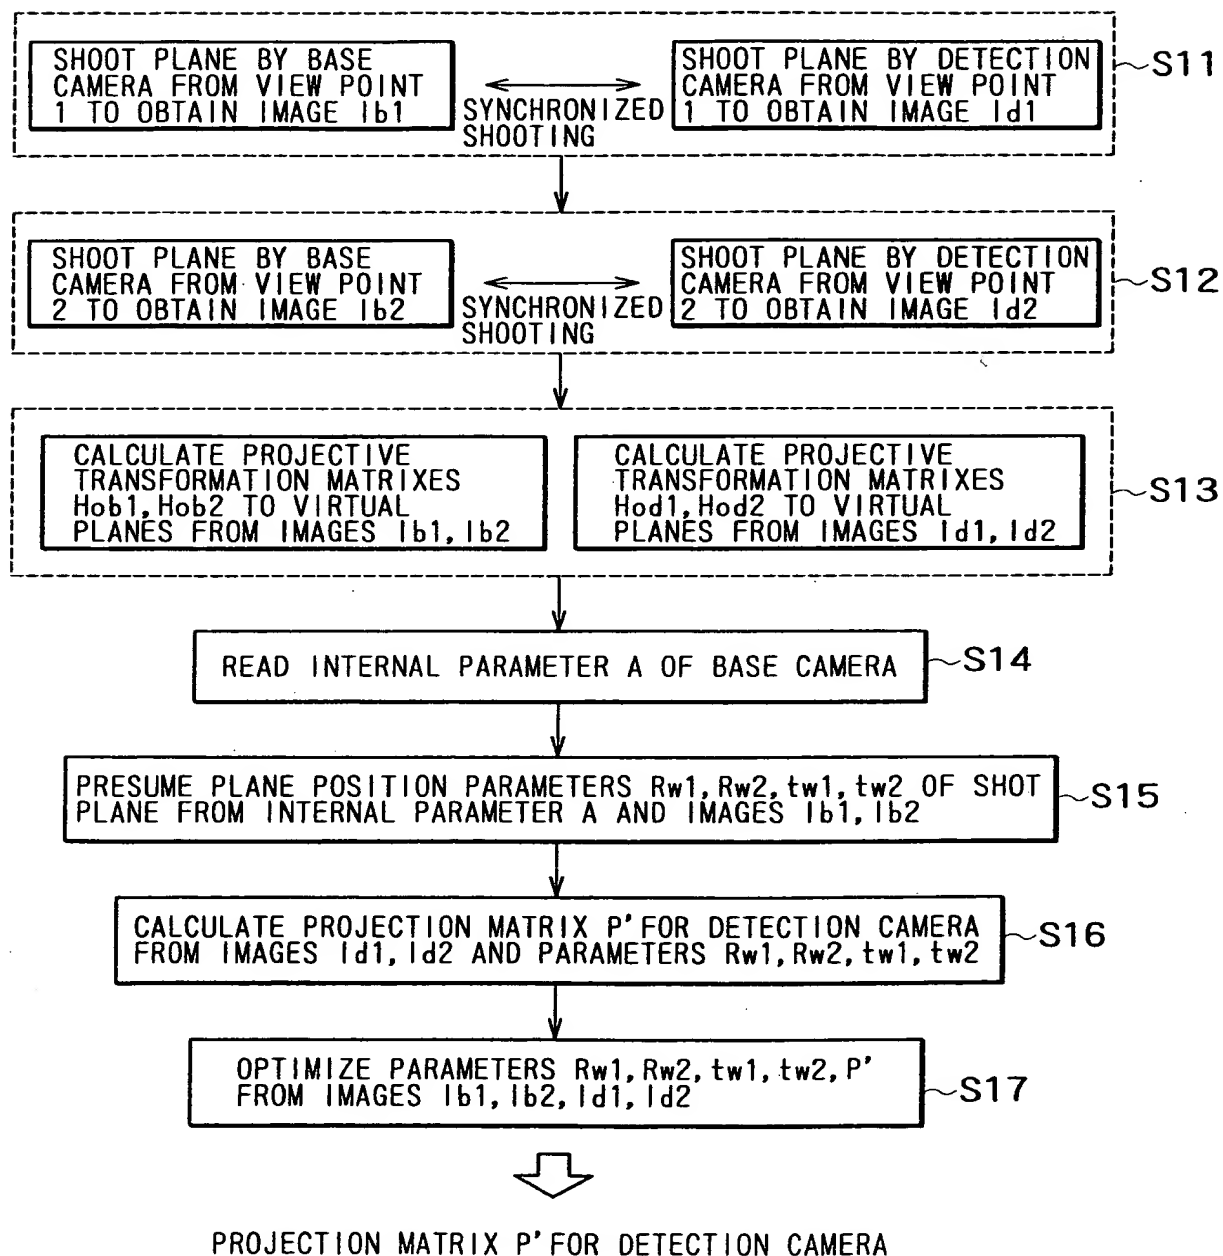 SHOOT PLANE BY BASE
CAMERA FROM VIEW POINT
1 TO OBTAIN IMAGE Ib1
SYNCHRONIZED
SHOOTING
SHOOT PLANE BY DETECTION
CAMERA FROM VIEW POINT
1 TO OBTAIN IMAGE Id1
S11
SHOOT PLANE BY BASE
CAMERA FROM VIEW POINT
2 TO OBTAIN IMAGE Ib2
SYNCHRONIZED
SHOOTING
SHOOT PLANE BY DETECTION
CAMERA FROM VIEW POINT
2 TO OBTAIN IMAGE Id2
S12
CALCULATE PROJECTIVE
TRANSFORMATION MATRIXES
Hob1, Hob2 TO VIRTUAL
PLANES FROM IMAGES Ib1, Ib2
CALCULATE PROJECTIVE
TRANSFORMATION MATRIXES
Hod1, Hod2 TO VIRTUAL
PLANES FROM IMAGES Id1, Id2
S13
READ INTERNAL PARAMETER A OF BASE CAMERA
S14
PRESUME PLANE POSITION PARAMETERS Rw1, Rw2, tw1, tw2 OF SHOT
PLANE FROM INTERNAL PARAMETER A AND IMAGES Ib1, Ib2
S15
CALCULATE PROJECTION MATRIX P' FOR DETECTION CAMERA
FROM IMAGES Id1, Id2 AND PARAMETERS Rw1, Rw2, tw1, tw2
S16
OPTIMIZE PARAMETERS Rw1, Rw2, tw1, tw2, P'
FROM IMAGES Ib1, Ib2, Id1, Id2
S17
PROJECTION MATRIX P' FOR DETECTION CAMERA